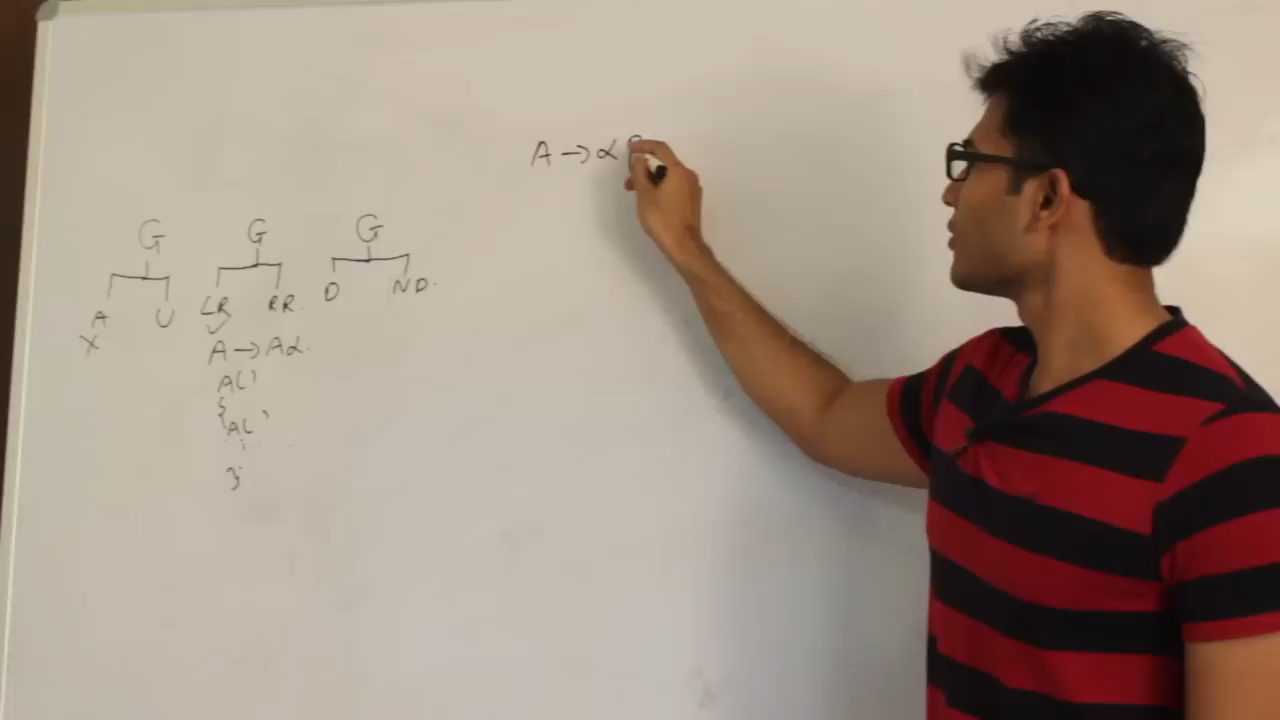 A → α β
G G G
A U LR RR D ND.
X ✓
A → Aα.
A()
{
A( )
}